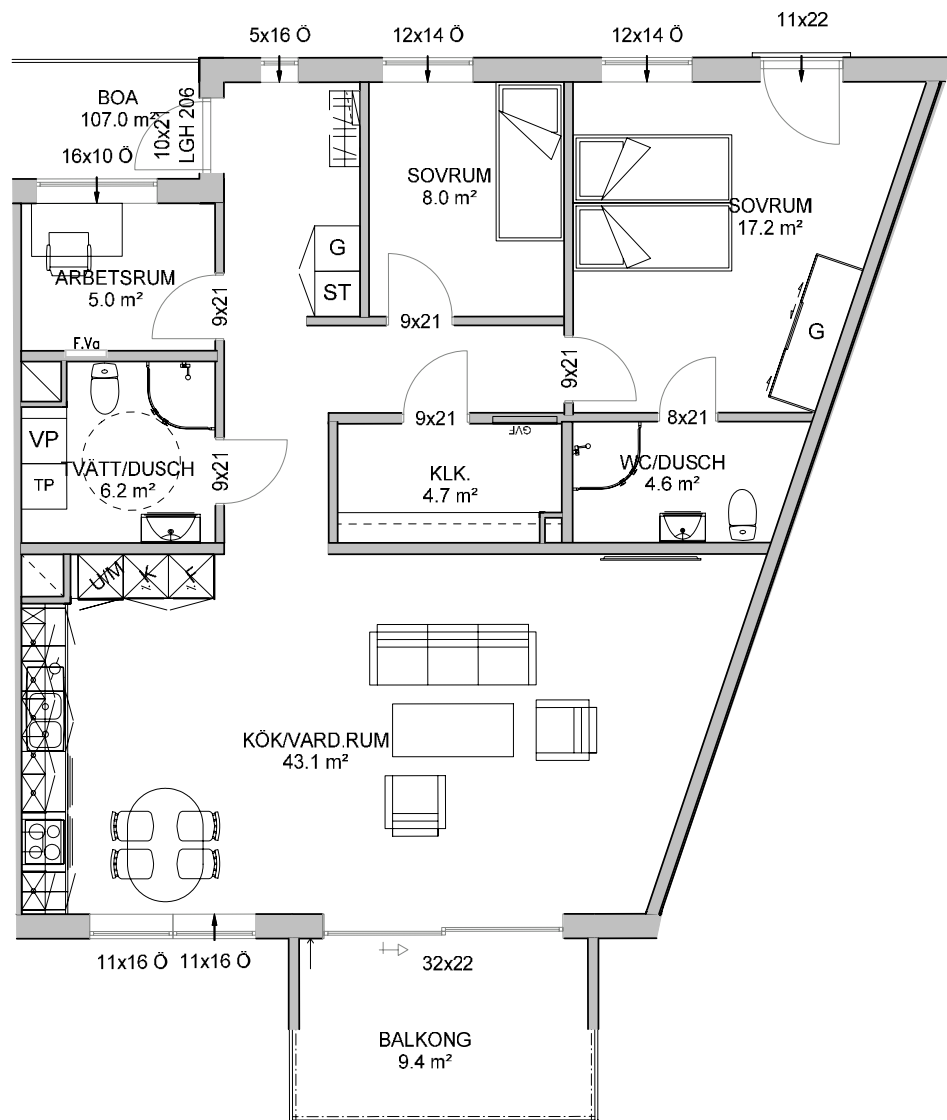 5x16 Ö
12x14 Ö
12x14 Ö
11x22
BOA
107.0 m²
10x21
LGH 206
16x10 Ö
SOVRUM
8.0 m²
SOVRUM
17.2 m²
G
ST
ARBETSRUM
5.0 m²
9x21
9x21
9x21
G
F.Va
9x21
8x21
GVF
VP
TP
TVÄTT/DUSCH
6.2 m²
9x21
KLK.
4.7 m²
WC/DUSCH
4.6 m²
U/M
K
F
KÖK/VARD.RUM
43.1 m²
11x16 Ö
11x16 Ö
32x22
BALKONG
9.4 m²